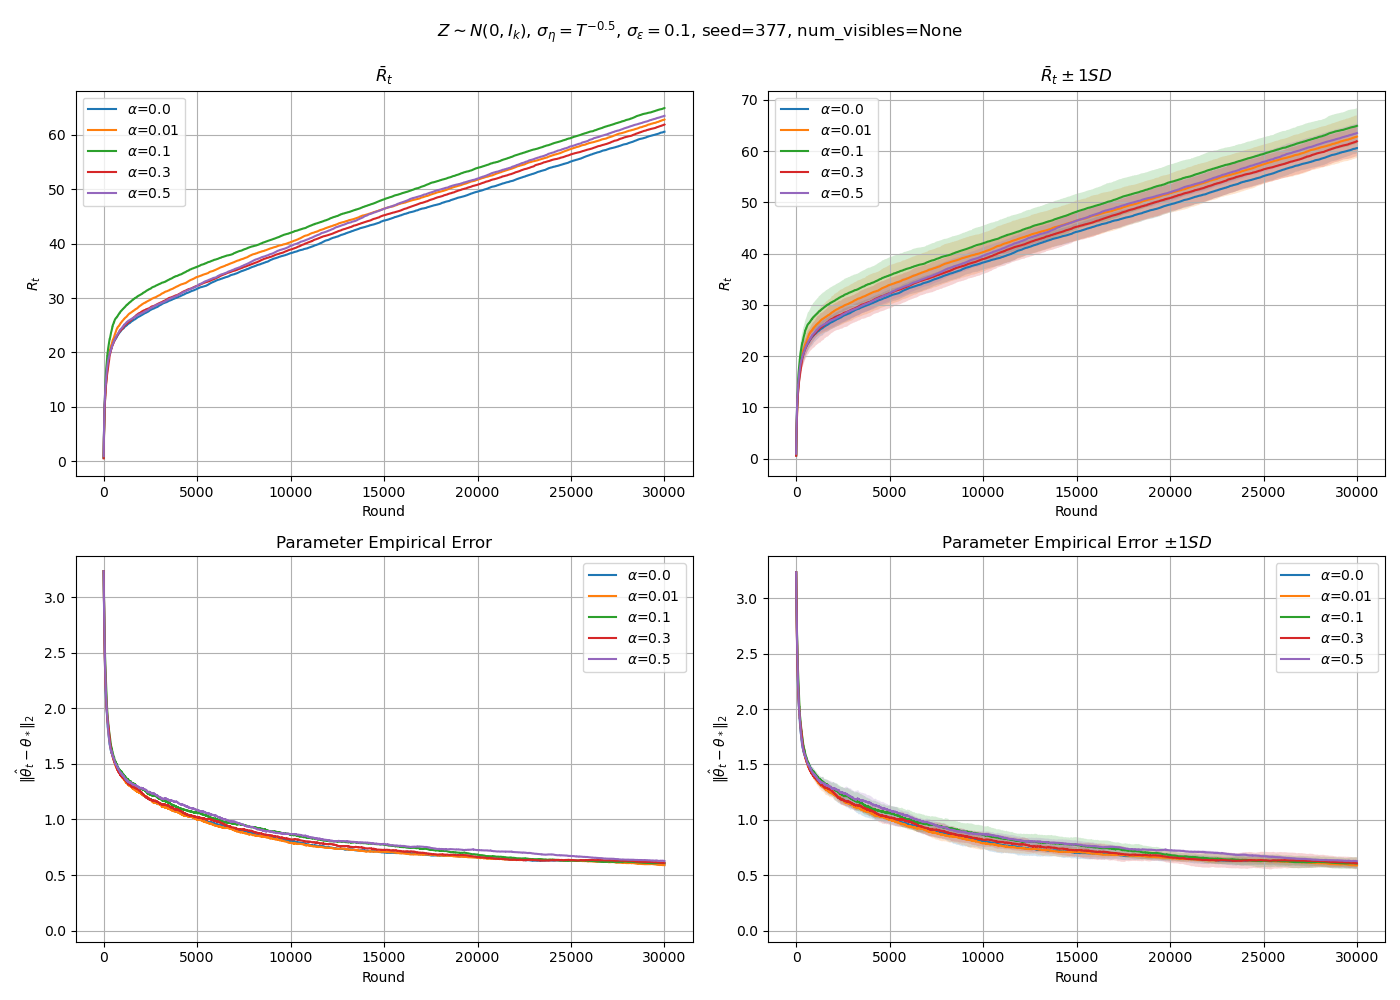 Z ~ N(0, I_k), σ_η = T^{−0.5}, σ_ε = 0.1, seed=377, num_visibles=None
R̄_t
R_t
60
50
40
30
20
10
0
α=0.0
α=0.01
α=0.1
α=0.3
α=0.5
0 5000 10000 15000 20000 25000 30000
Round
R̄_t ± 1SD
R_t
70
60
50
40
30
20
10
0
α=0.0
α=0.01
α=0.1
α=0.3
α=0.5
0 5000 10000 15000 20000 25000 30000
Round
Parameter Empirical Error
‖θ̂_t − θ_*‖_2
3.0
2.5
2.0
1.5
1.0
0.5
0.0
α=0.0
α=0.01
α=0.1
α=0.3
α=0.5
0 5000 10000 15000 20000 25000 30000
Round
Parameter Empirical Error ±1SD
‖θ̂_t − θ_*‖_2
3.0
2.5
2.0
1.5
1.0
0.5
0.0
α=0.0
α=0.01
α=0.1
α=0.3
α=0.5
0 5000 10000 15000 20000 25000 30000
Round